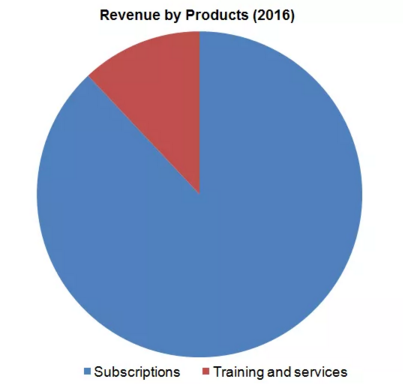 Revenue by Products (2016)
Subscriptions Training and services